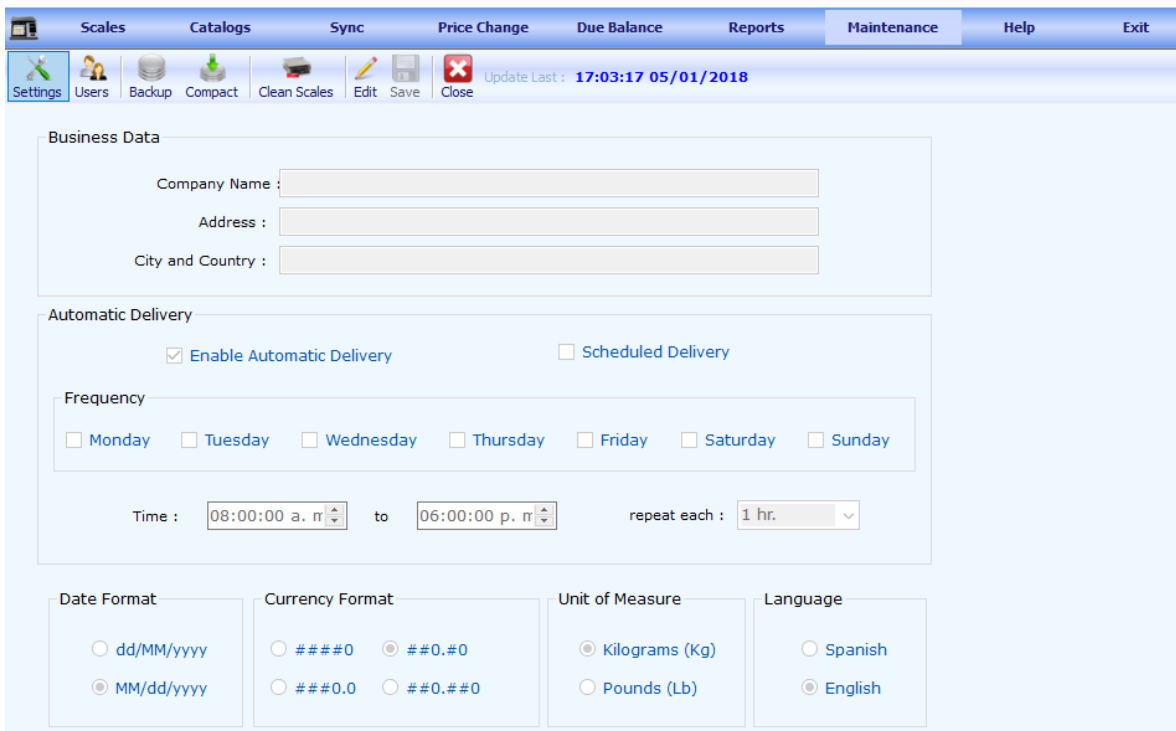 Scales Catalogs Sync Price Change Due Balance Reports Maintenance Help Exit
Settings Users Backup Compact Clean Scales Edit Save Close Update Last : 17:03:17 05/01/2018
Business Data
Company Name :
Address :
City and Country :
Automatic Delivery
Enable Automatic Delivery Scheduled Delivery
Frequency
Monday Tuesday Wednesday Thursday Friday Saturday Sunday
Time : 08:00:00 a. m to 06:00:00 p. m repeat each : 1 hr.
Date Format Currency Format Unit of Measure Language
dd/MM/yyyy ####0 ##0.#0 Kilograms (Kg) Spanish
MM/dd/yyyy ###0.0 ##0.##0 Pounds (Lb) English